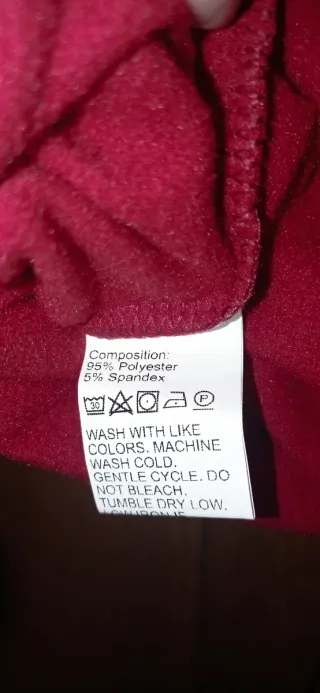 Composition:
95% Polyester
5% Spandex
30 P
WASH WITH LIKE
COLORS. MACHINE
WASH COLD.
GENTLE CYCLE. DO
NOT BLEACH.
TUMBLE DRY LOW.